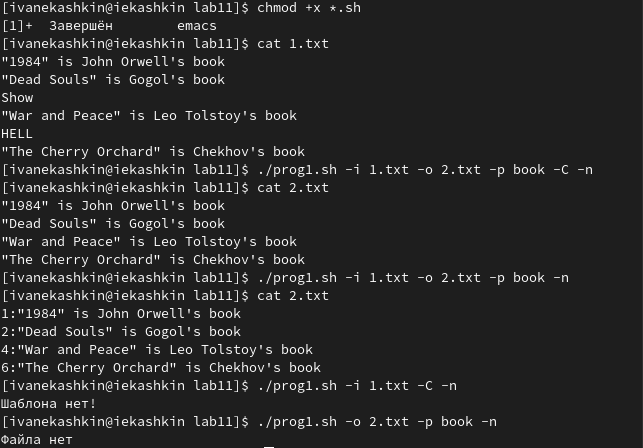 [ivanekashkin@iekashkin lab11]$ chmod +x *.sh
[1]+  Завершён        emacs
[ivanekashkin@iekashkin lab11]$ cat 1.txt
"1984" is John Orwell's book
"Dead Souls" is Gogol's book
Show
"War and Peace" is Leo Tolstoy's book
HELL
"The Cherry Orchard" is Chekhov's book
[ivanekashkin@iekashkin lab11]$ ./prog1.sh -i 1.txt -o 2.txt -p book -C -n
[ivanekashkin@iekashkin lab11]$ cat 2.txt
"1984" is John Orwell's book
"Dead Souls" is Gogol's book
"War and Peace" is Leo Tolstoy's book
"The Cherry Orchard" is Chekhov's book
[ivanekashkin@iekashkin lab11]$ ./prog1.sh -i 1.txt -o 2.txt -p book -n
[ivanekashkin@iekashkin lab11]$ cat 2.txt
1:"1984" is John Orwell's book
2:"Dead Souls" is Gogol's book
4:"War and Peace" is Leo Tolstoy's book
6:"The Cherry Orchard" is Chekhov's book
[ivanekashkin@iekashkin lab11]$ ./prog1.sh -i 1.txt -C -n
Шаблона нет!
[ivanekashkin@iekashkin lab11]$ ./prog1.sh -o 2.txt -p book -n
Файла нет